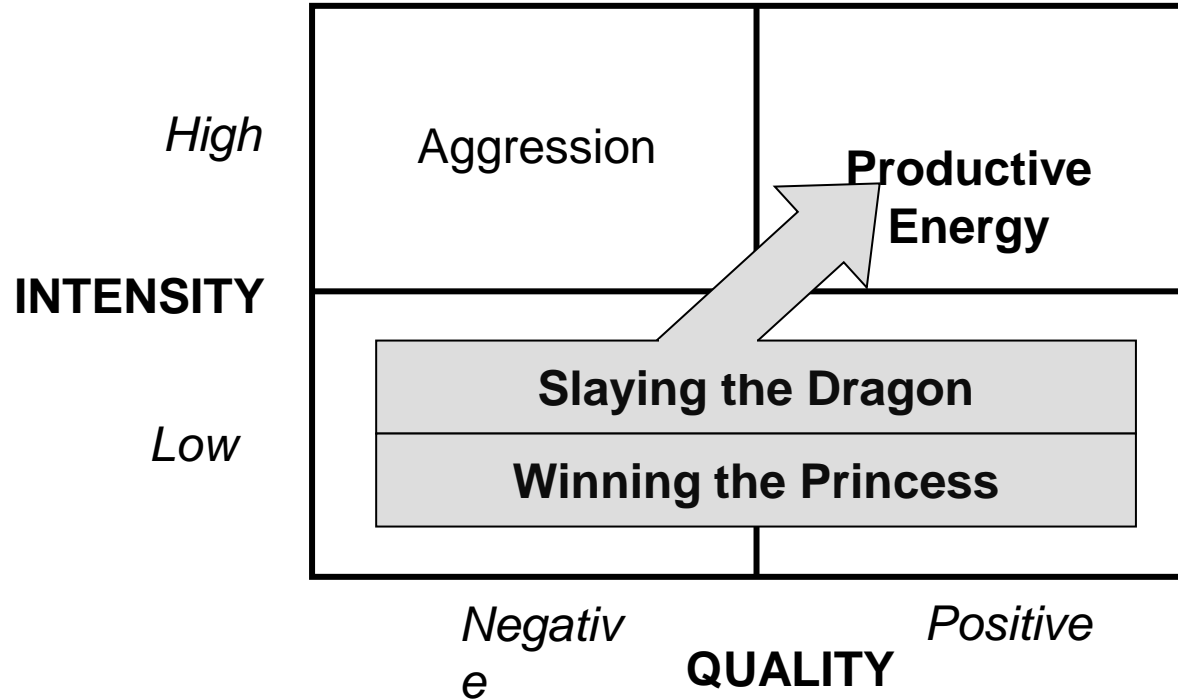 High
Aggression
Productive
Energy
INTENSITY
Slaying the Dragon
Low
Winning the Princess
Negativ
e
Positive
QUALITY